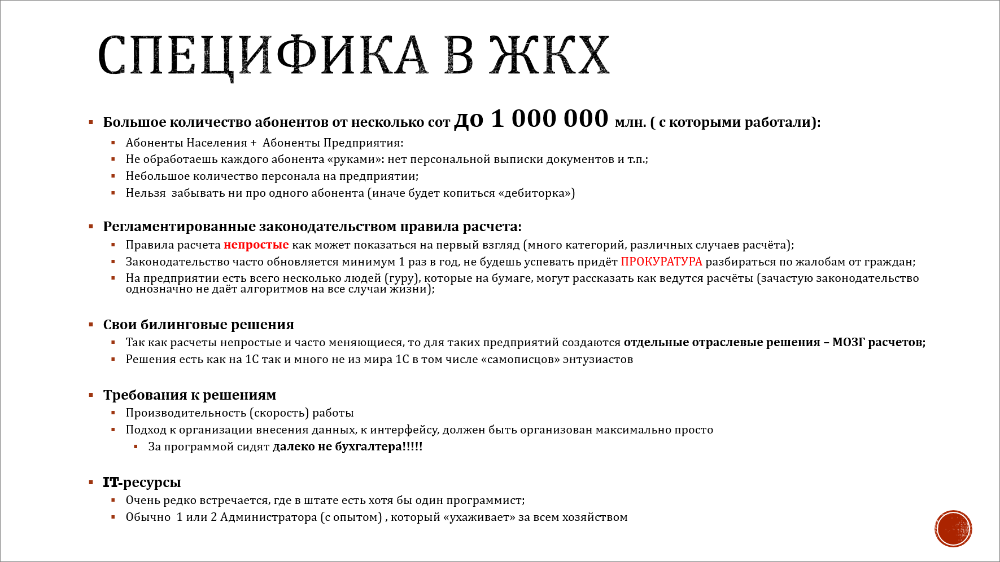 СПЕЦИФИКА В ЖКХ
Большое количество абонентов от несколько сот до 1 000 000 млн. ( с которыми работали):
Абоненты Населения + Абоненты Предприятия:
Не обработаешь каждого абонента «руками»: нет персональной выписки документов и т.п.;
Небольшое количество персонала на предприятии;
Нельзя забывать ни про одного абонента (иначе будет копиться «дебиторка»)
Регламентированные законодательством правила расчета:
Правила расчета непростые как может показаться на первый взгляд (много категорий, различных случаев расчёта);
Законодательство часто обновляется минимум 1 раз в год, не будешь успевать придёт ПРОКУРАТУРА разбираться по жалобам от граждан;
На предприятии есть всего несколько людей (гуру), которые на бумаге, могут рассказать как ведутся расчёты (зачастую законодательство
однозначно не даёт алгоритмов на все случаи жизни);
Свои билинговые решения
Так как расчеты непростые и часто меняющиеся, то для таких предприятий создаются отдельные отраслевые решения – МОЗГ расчетов;
Решения есть как на 1С так и много не из мира 1С в том числе «самописцов» энтузиастов
Требования к решениям
Производительность (скорость) работы
Подход к организации внесения данных, к интерфейсу, должен быть организован максимально просто
За программой сидят далеко не бухгалтера!!!!!
IT-ресурсы
Очень редко встречается, где в штате есть хотя бы один программист;
Обычно 1 или 2 Администратора (с опытом) , который «ухаживает» за всем хозяйством